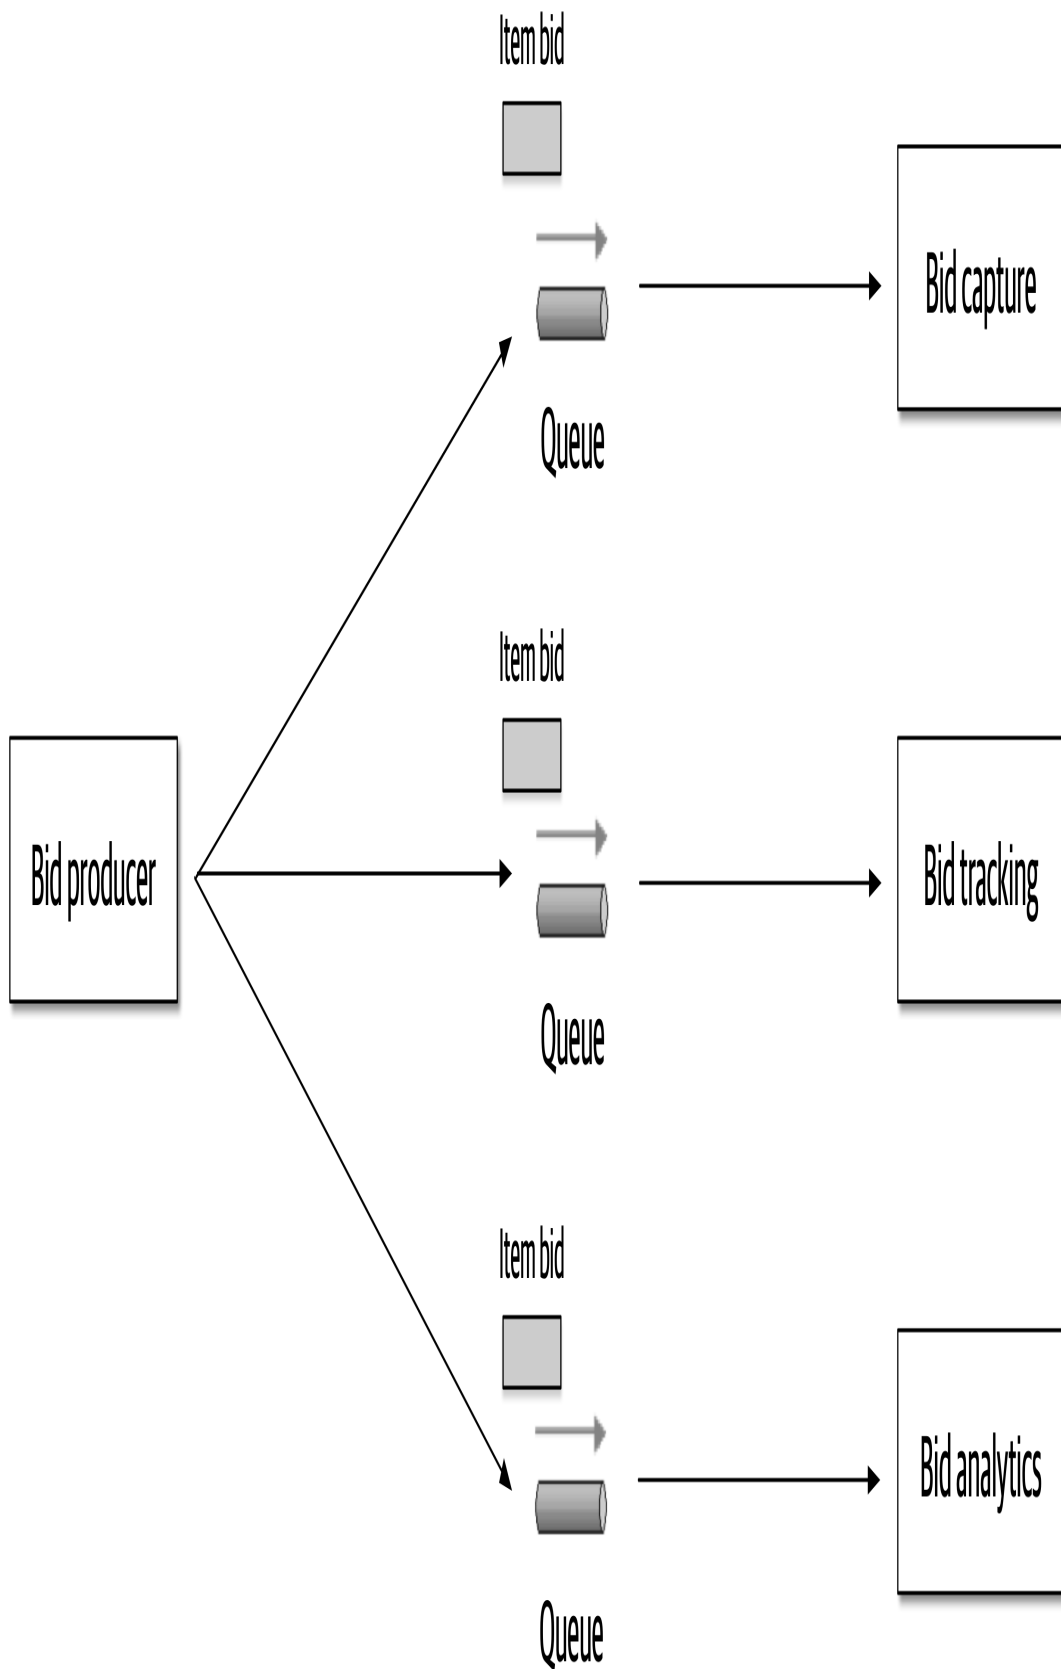 Item bid
Queue
Bid capture
Item bid
Bid producer
Queue
Bid tracking
Item bid
Queue
Bid analytics